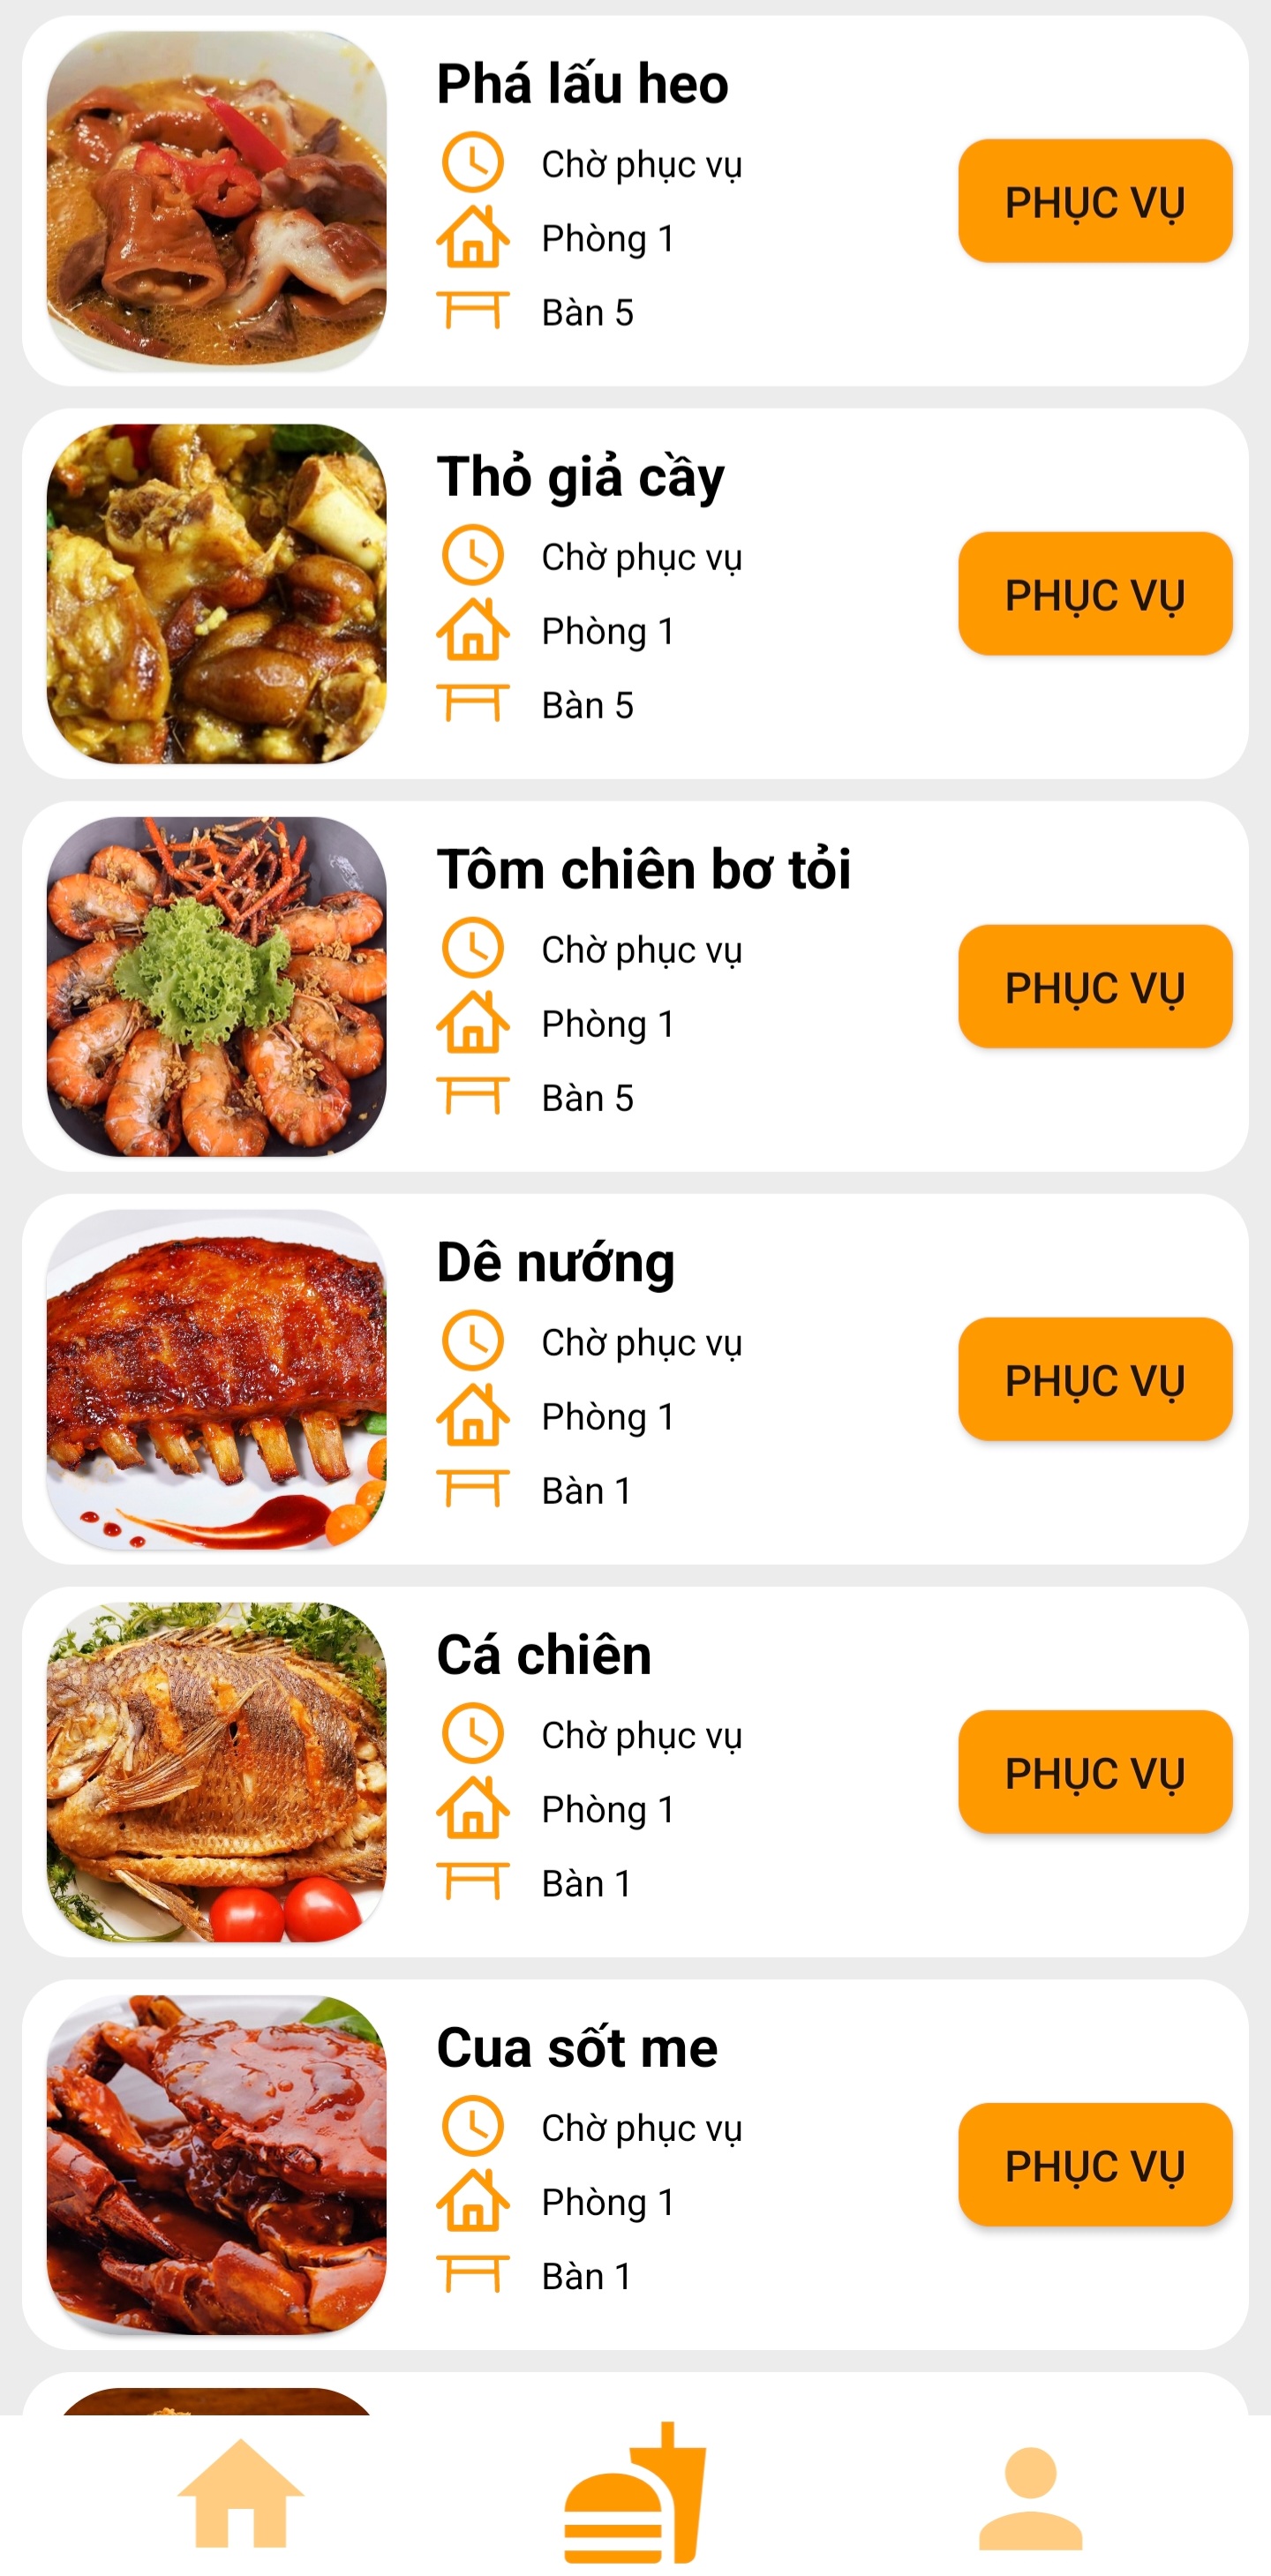 Phá lấu heo
Chờ phục vụ
Phòng 1
Bàn 5
PHỤC VỤ
Thỏ giả cầy
Chờ phục vụ
Phòng 1
Bàn 5
PHỤC VỤ
Tôm chiên bơ tỏi
Chờ phục vụ
Phòng 1
Bàn 5
PHỤC VỤ
Dê nướng
Chờ phục vụ
Phòng 1
Bàn 1
PHỤC VỤ
Cá chiên
Chờ phục vụ
Phòng 1
Bàn 1
PHỤC VỤ
Cua sốt me
Chờ phục vụ
Phòng 1
Bàn 1
PHỤC VỤ